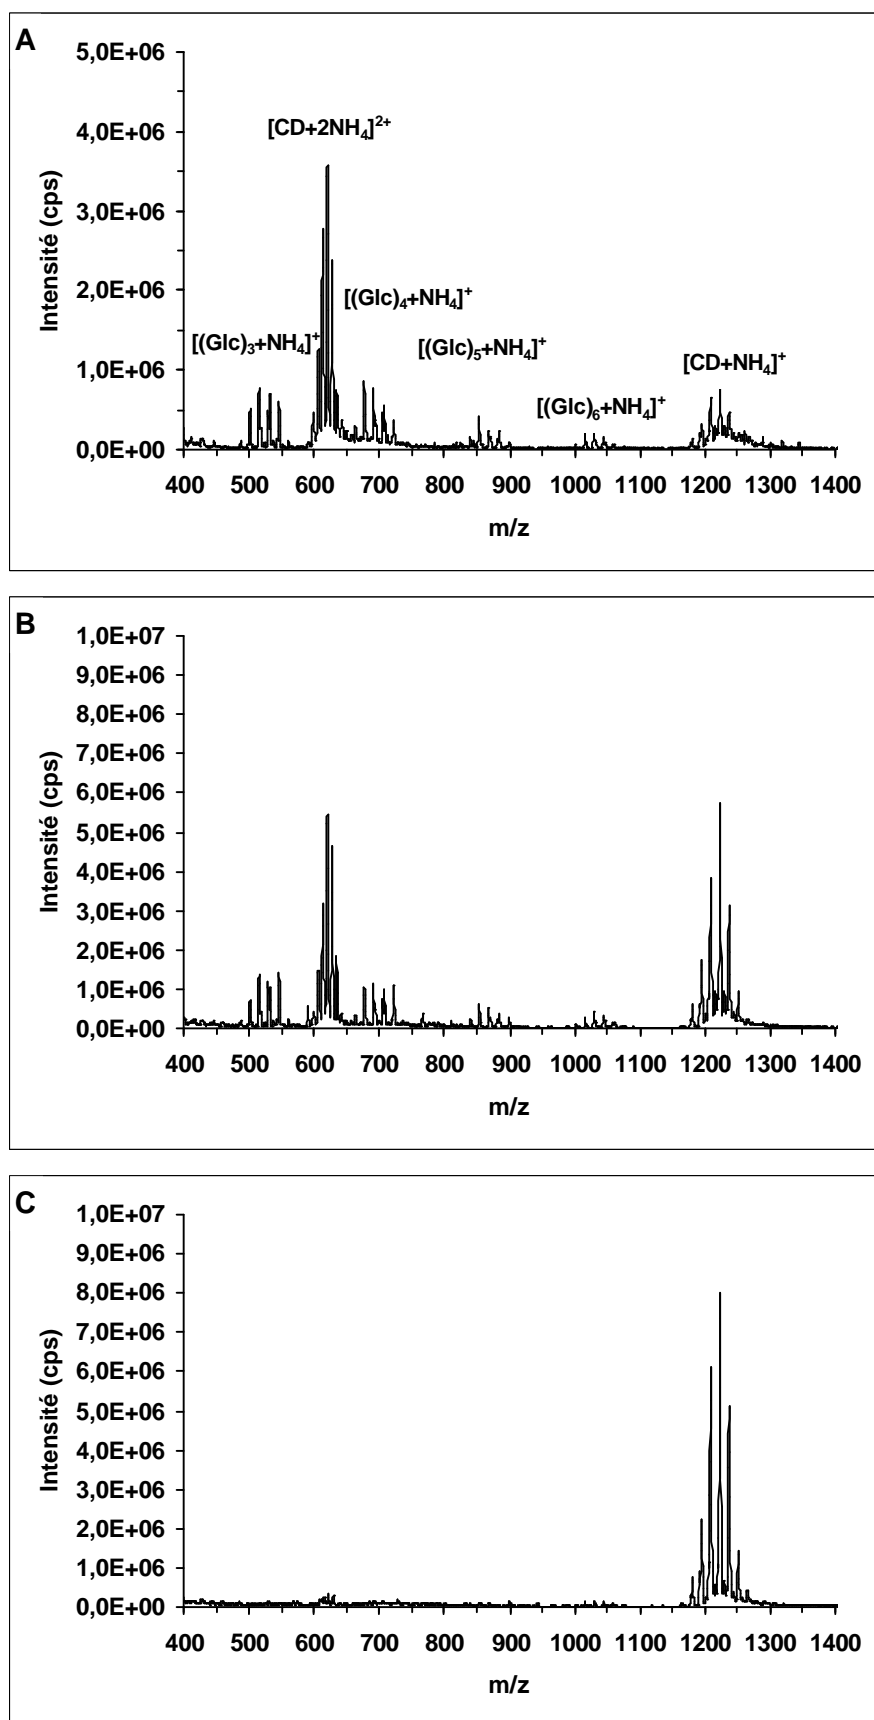 A
5,0E+06
4,0E+06
3,0E+06
2,0E+06
1,0E+06
0,0E+00
Intensité (cps)
[CD+2NH4]2+
[(Glc)4+NH4]+
[(Glc)3+NH4]+
[(Glc)5+NH4]+
[CD+NH4]+
[(Glc)6+NH4]+
400 500 600 700 800 900 1000 1100 1200 1300 1400
m/z
B
1,0E+07
9,0E+06
8,0E+06
7,0E+06
6,0E+06
5,0E+06
4,0E+06
3,0E+06
2,0E+06
1,0E+06
0,0E+00
Intensité (cps)
400 500 600 700 800 900 1000 1100 1200 1300 1400
m/z
C
1,0E+07
9,0E+06
8,0E+06
7,0E+06
6,0E+06
5,0E+06
4,0E+06
3,0E+06
2,0E+06
1,0E+06
0,0E+00
Intensité (cps)
400 500 600 700 800 900 1000 1100 1200 1300 1400
m/z